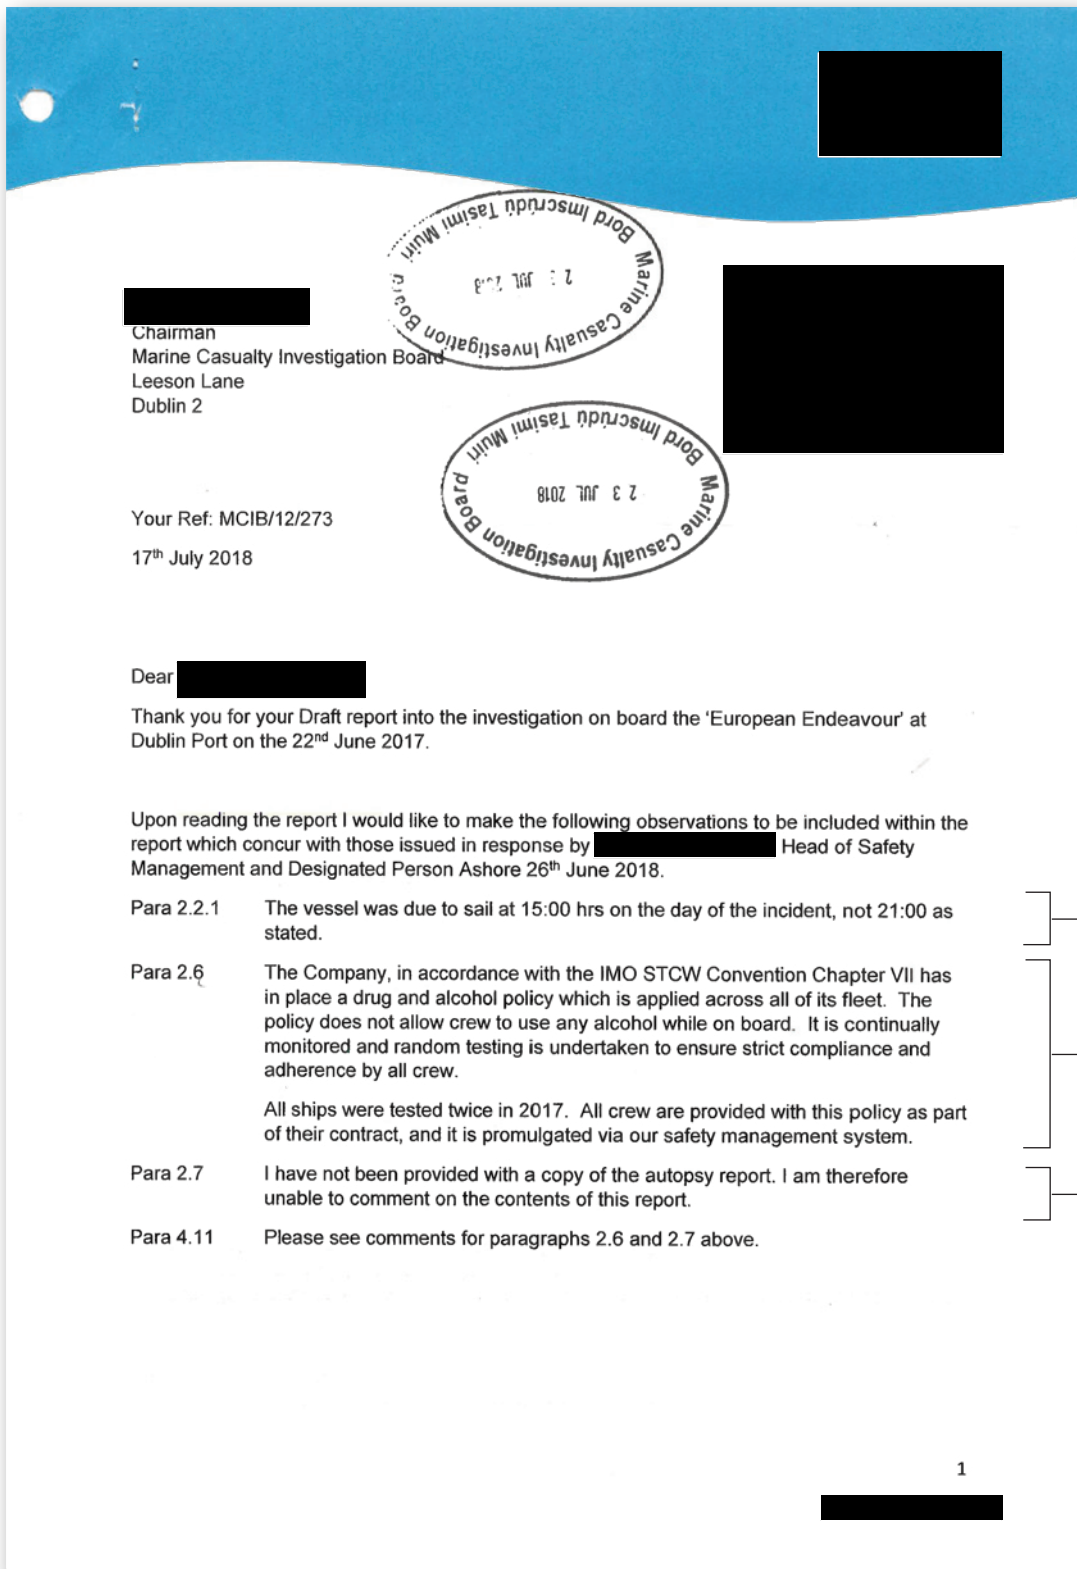 Bord Imscrúdú Tasimi Muirí
Marine Casualty Investigation Board
JUL
Chairman
Marine Casualty Investigation Board
Leeson Lane
Dublin 2
Bord Imscrúdú Tasimi Muirí
Marine Casualty Investigation Board
23 JUL 2018
Your Ref: MCIB/12/273
17th July 2018
Dear
Thank you for your Draft report into the investigation on board the ‘European Endeavour’ at
Dublin Port on the 22nd June 2017.
Upon reading the report I would like to make the following observations to be included within the
report which concur with those issued in response by Head of Safety
Management and Designated Person Ashore 26th June 2018.
Para 2.2.1 The vessel was due to sail at 15:00 hrs on the day of the incident, not 21:00 as
stated.
Para 2.6 The Company, in accordance with the IMO STCW Convention Chapter VII has
in place a drug and alcohol policy which is applied across all of its fleet. The
policy does not allow crew to use any alcohol while on board. It is continually
monitored and random testing is undertaken to ensure strict compliance and
adherence by all crew.
All ships were tested twice in 2017. All crew are provided with this policy as part
of their contract, and it is promulgated via our safety management system.
Para 2.7 I have not been provided with a copy of the autopsy report. I am therefore
unable to comment on the contents of this report.
Para 4.11 Please see comments for paragraphs 2.6 and 2.7 above.
1